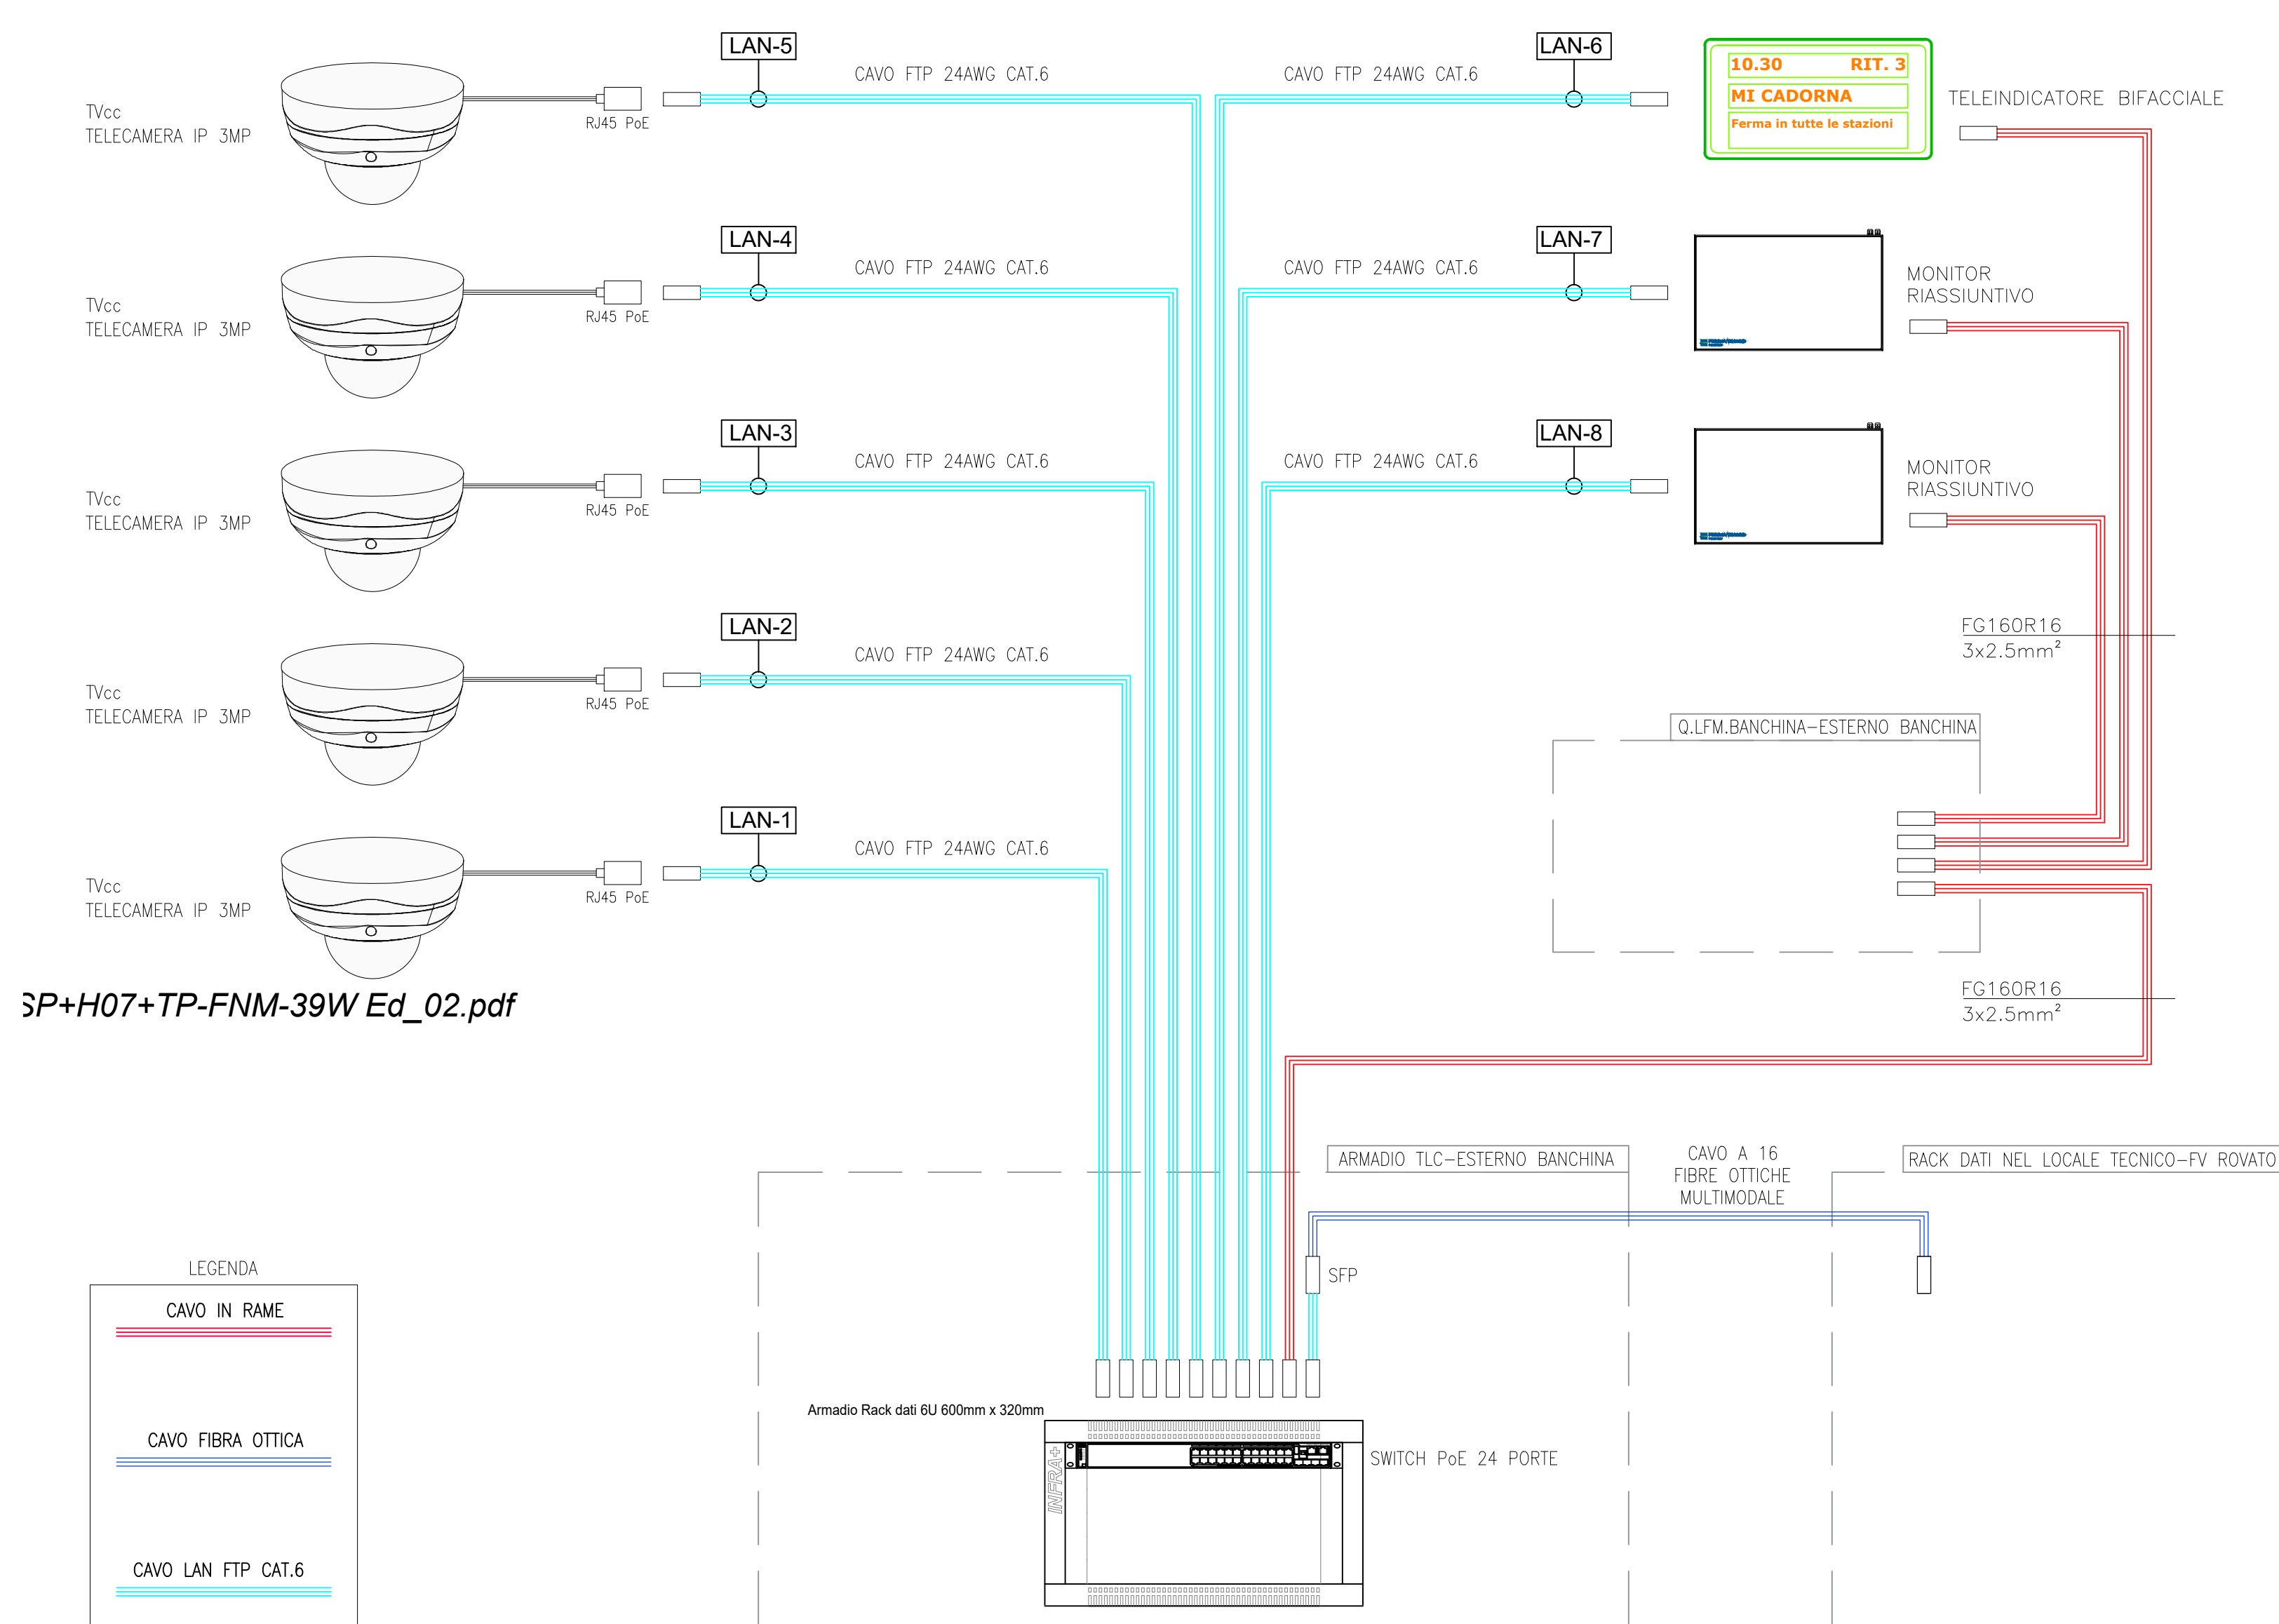 LAN-5
LAN-6
CAVO FTP 24AWG CAT.6
CAVO FTP 24AWG CAT.6
10.30 RIT. 3
MI CADORNA
Ferma in tutte le stazioni
TELEINDICATORE BIFACCIALE
TVcc
TELECAMERA IP 3MP
RJ45 PoE
LAN-4
LAN-7
CAVO FTP 24AWG CAT.6
CAVO FTP 24AWG CAT.6
MONITOR
RIASSIUNTIVO
TVcc
TELECAMERA IP 3MP
RJ45 PoE
LAN-3
LAN-8
CAVO FTP 24AWG CAT.6
CAVO FTP 24AWG CAT.6
MONITOR
RIASSIUNTIVO
TVcc
TELECAMERA IP 3MP
RJ45 PoE
LAN-2
CAVO FTP 24AWG CAT.6
FG160R16
3x2.5mm²
TVcc
TELECAMERA IP 3MP
RJ45 PoE
Q.LFM.BANCHINA-ESTERNO BANCHINA
LAN-1
CAVO FTP 24AWG CAT.6
TVcc
TELECAMERA IP 3MP
RJ45 PoE
SP+H07+TP-FNM-39W Ed_02.pdf
FG160R16
3x2.5mm²
ARMADIO TLC-ESTERNO BANCHINA
CAVO A 16
FIBRE OTTICHE
MULTIMODALE
RACK DATI NEL LOCALE TECNICO-FV ROVATO
SFP
LEGENDA
CAVO IN RAME
CAVO FIBRA OTTICA
CAVO LAN FTP CAT.6
Armadio Rack dati 6U 600mm x 320mm
INFRA+
SWITCH PoE 24 PORTE